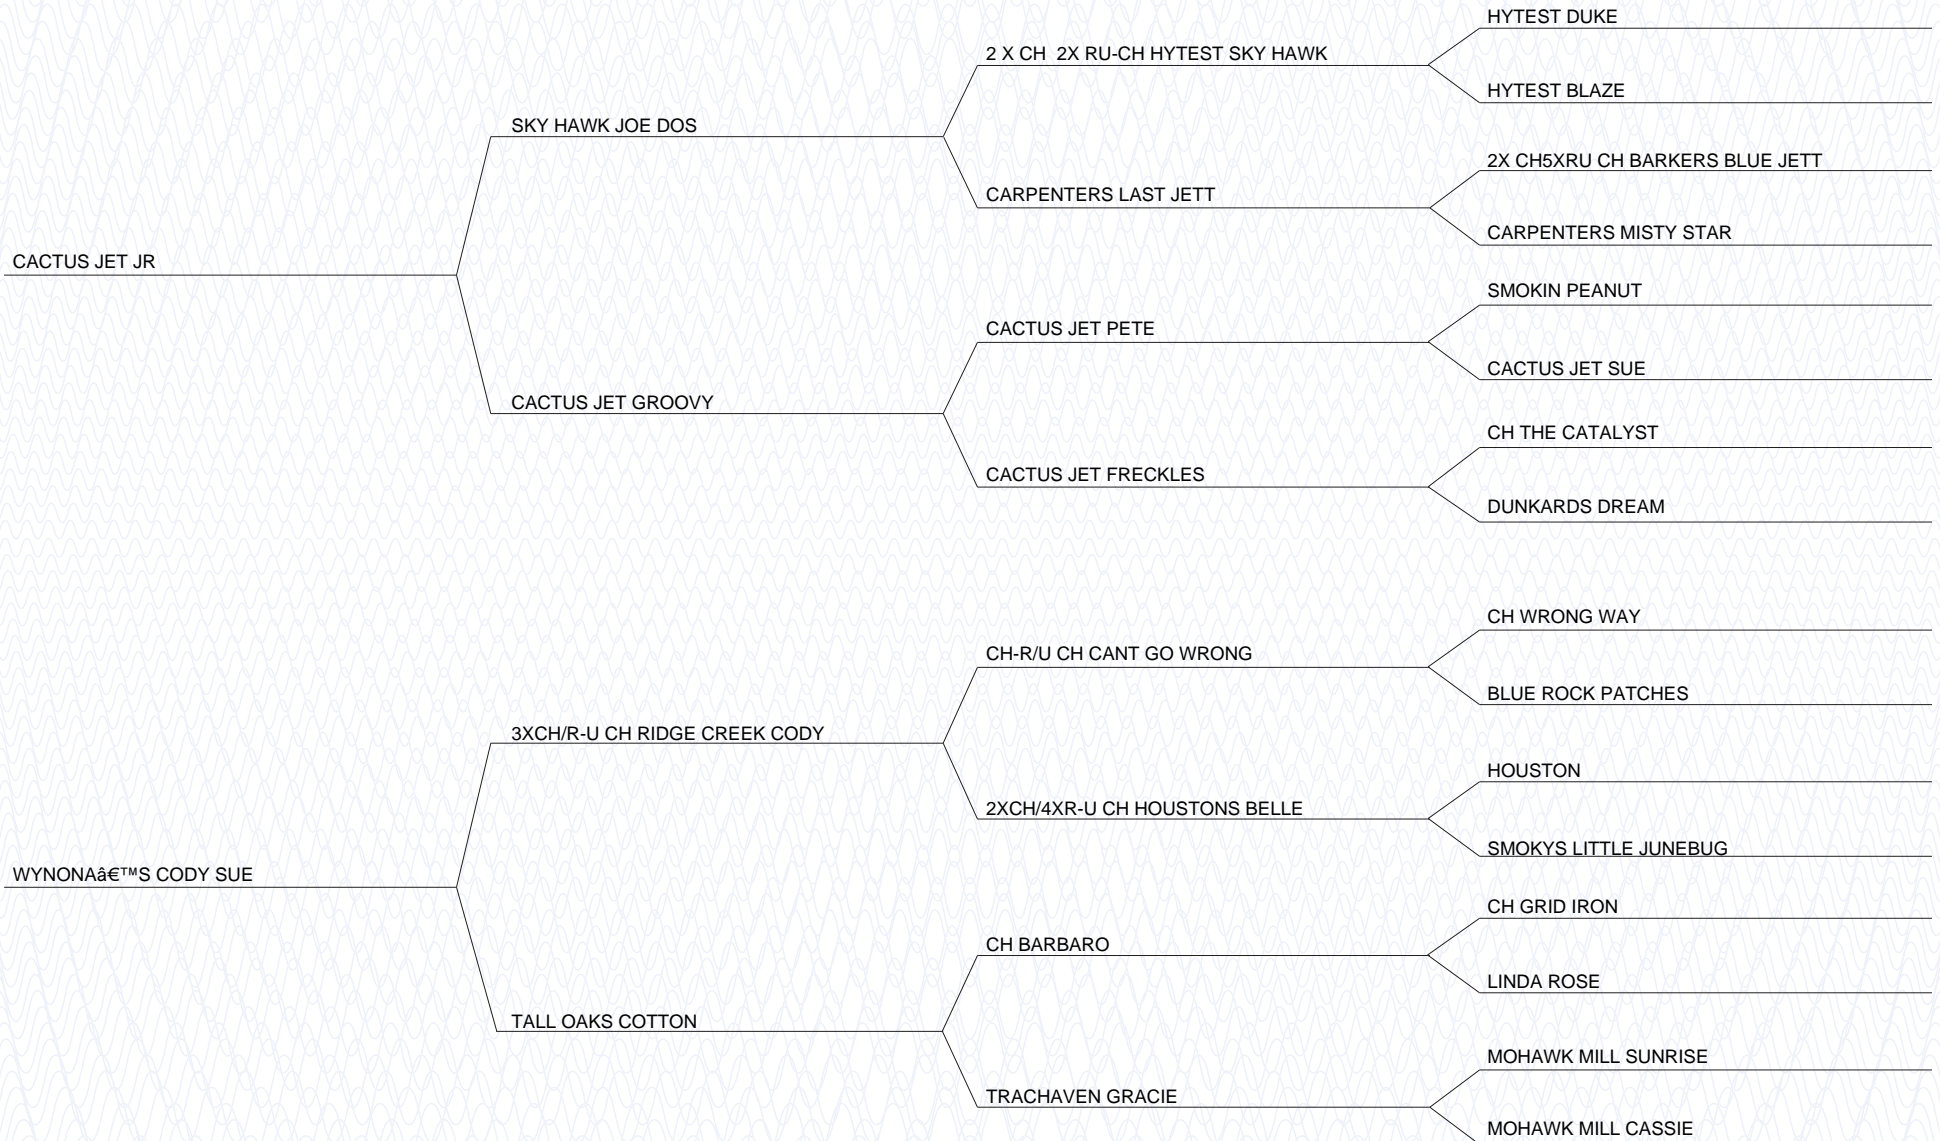 HYTEST DUKE
2 X CH  2X RU-CH HYTEST SKY HAWK
HYTEST BLAZE
SKY HAWK JOE DOS
2X CH5XRU CH BARKERS BLUE JETT
CARPENTERS LAST JETT
CARPENTERS MISTY STAR
CACTUS JET JR
SMOKIN PEANUT
CACTUS JET PETE
CACTUS JET SUE
CACTUS JET GROOVY
CH THE CATALYST
CACTUS JET FRECKLES
DUNKARDS DREAM
CH WRONG WAY
CH-R/U CH CANT GO WRONG
BLUE ROCK PATCHES
3XCH/R-U CH RIDGE CREEK CODY
HOUSTON
2XCH/4XR-U CH HOUSTONS BELLE
SMOKYS LITTLE JUNEBUG
WYNONA’S CODY SUE
CH GRID IRON
CH BARBARO
LINDA ROSE
TALL OAKS COTTON
MOHAWK MILL SUNRISE
TRACHAVEN GRACIE
MOHAWK MILL CASSIE